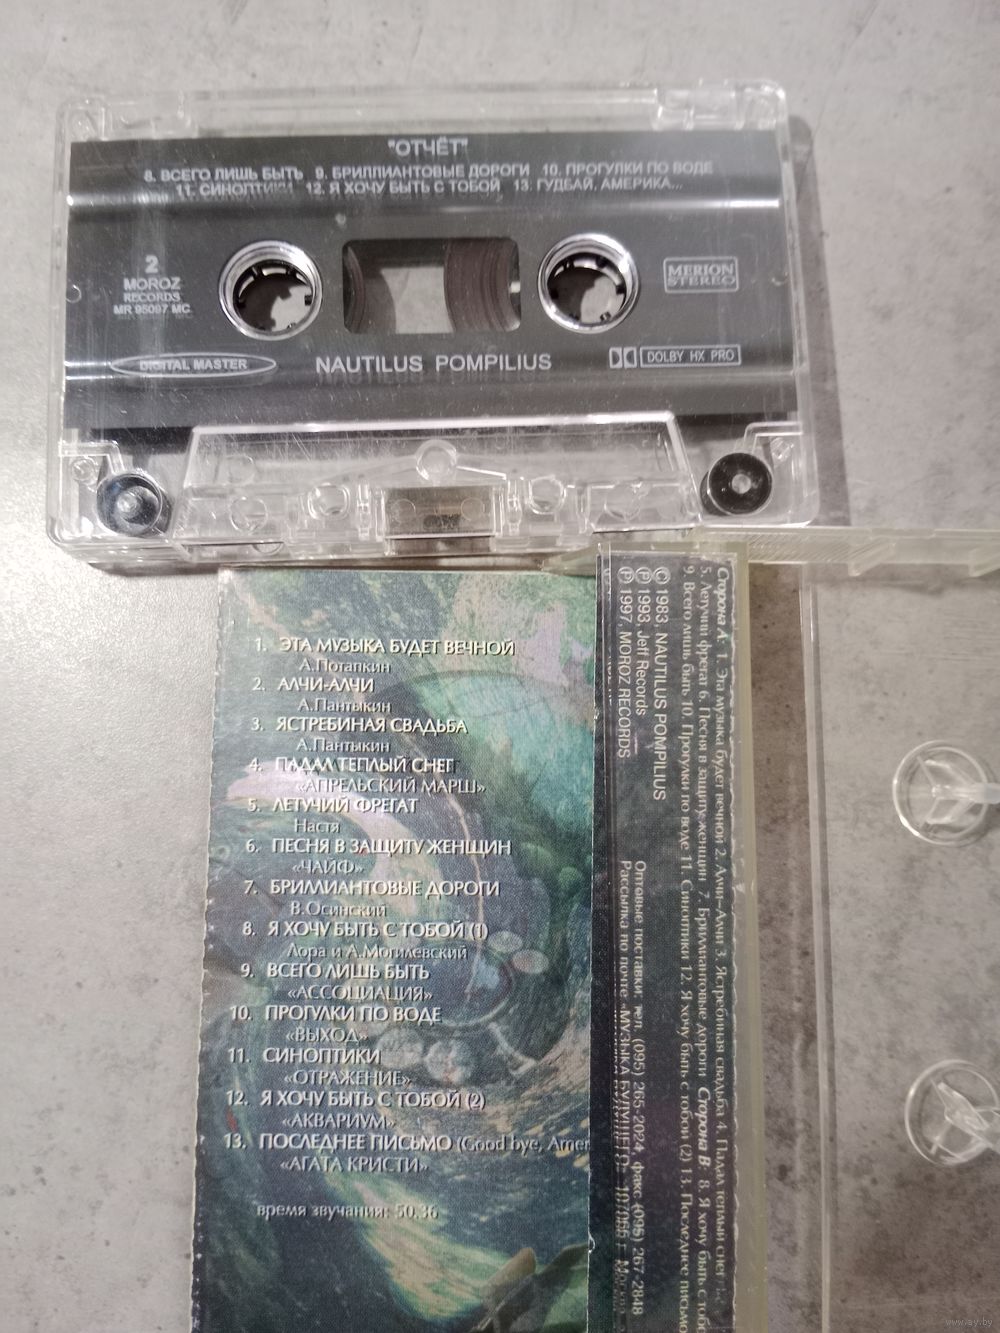 "ОТЧЁТ"
8. ВСЕГО ЛИШЬ БЫТЬ 9. БРИЛЛИАНТОВЫЕ ДОРОГИ 10. ПРОГУЛКИ ПО ВОДЕ
11. СИНОПТИКИ 12. Я ХОЧУ БЫТЬ С ТОБОЙ 13. ГУДБАЙ, АМЕРИКА...
2
MOROZ
RECORDS
MR 95097 MC
MERION
STEREO
DIGITAL MASTER
NAUTILUS POMPILIUS
DOLBY HX PRO
1. ЭТА МУЗЫКА БУДЕТ ВЕЧНОЙ
А.Потапкин
2. АЛЧИ-АЛЧИ
А.Пантыкин
3. ЯСТРЕБИНАЯ СВАДЬБА
А.Пантыкин
4. ПАДАЛ ТЕПЛЫЙ СНЕГ
«АПРЕЛЬСКИЙ МАРШ»
5. ЛЕТУЧИЙ ФРЕГАТ
Настя
6. ПЕСНЯ В ЗАЩИТУ ЖЕНЩИН
«ЧАЙФ»
7. БРИЛЛИАНТОВЫЕ ДОРОГИ
В.Осинский
8. Я ХОЧУ БЫТЬ С ТОБОЙ (1)
Лора и А.Могилевский
9. ВСЕГО ЛИШЬ БЫТЬ
«АССОЦИАЦИЯ»
10. ПРОГУЛКИ ПО ВОДЕ
«ВЫХОД»
11. СИНОПТИКИ
«ОТРАЖЕНИЕ»
12. Я ХОЧУ БЫТЬ С ТОБОЙ (2)
«АКВАРИУМ»
13. ПОСЛЕДНЕЕ ПИСЬМО (Good bye, Amer
«АГАТА КРИСТИ»
время звучания: 50.36
Сторона А: 1. Эта музыка будет вечной 2. Алчи-Алчи 3. Ястребиная свадьба 4. Падал теплый снег
5. Летучий фрегат 6. Песня в защиту женщин 7. Бриллиантовые дороги Сторона В: 8. Я хочу быть с тобо
9. Всего лишь быть 10. Прогулки по воде 11. Синоптики 12. Я хочу быть с тобой (2) 13. Последнее письмо
© 1983, NAUTILUS POMPILIUS
℗ 1993, Jeff Records
℗ 1997, MOROZ RECORDS
Оптовые поставки: тел. (095) 265-2024, факс (095) 267-2848
Рассылка по почте «МУЗЫКА БУДУЩЕГО»
www.ay.by